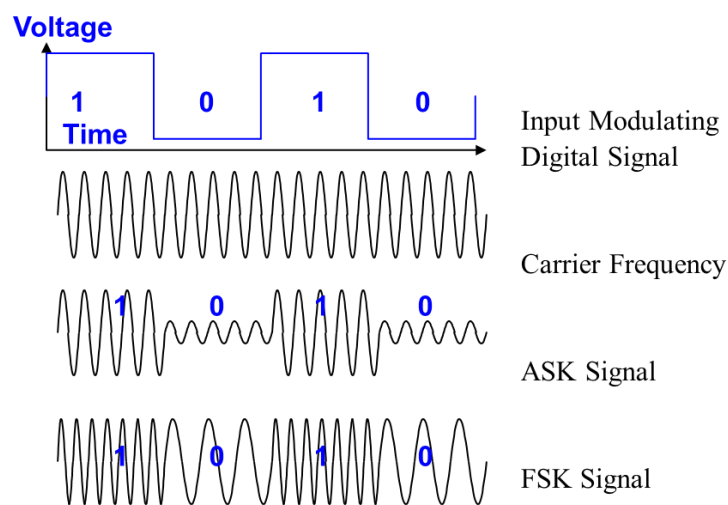 Voltage
1 0 1 0
Time
Input Modulating
Digital Signal
Carrier Frequency
1 0 1 0
ASK Signal
1 0 1 0
FSK Signal